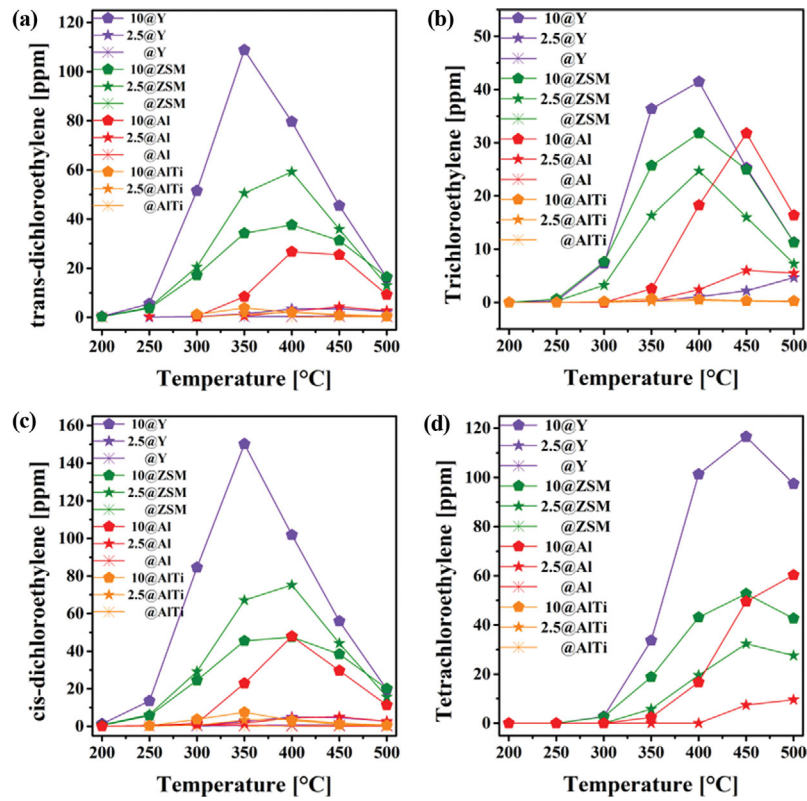 (a)
trans-dichloroethylene [ppm]
120
100
80
60
40
20
0
10@Y
2.5@Y
@Y
10@ZSM
2.5@ZSM
@ZSM
10@Al
2.5@Al
@Al
10@AlTi
2.5@AlTi
@AlTi
200 250 300 350 400 450 500
Temperature [°C]
(b)
Trichloroethylene [ppm]
50
40
30
20
10
0
10@Y
2.5@Y
@Y
10@ZSM
2.5@ZSM
@ZSM
10@Al
2.5@Al
@Al
10@AlTi
2.5@AlTi
@AlTi
200 250 300 350 400 450 500
Temperature [°C]
(c)
cis-dichloroethylene [ppm]
160
140
120
100
80
60
40
20
0
10@Y
2.5@Y
@Y
10@ZSM
2.5@ZSM
@ZSM
10@Al
2.5@Al
@Al
10@AlTi
2.5@AlTi
@AlTi
200 250 300 350 400 450 500
Temperature [°C]
(d)
Tetrachloroethylene [ppm]
120
100
80
60
40
20
0
10@Y
2.5@Y
@Y
10@ZSM
2.5@ZSM
@ZSM
10@Al
2.5@Al
@Al
10@AlTi
2.5@AlTi
@AlTi
200 250 300 350 400 450 500
Temperature [°C]